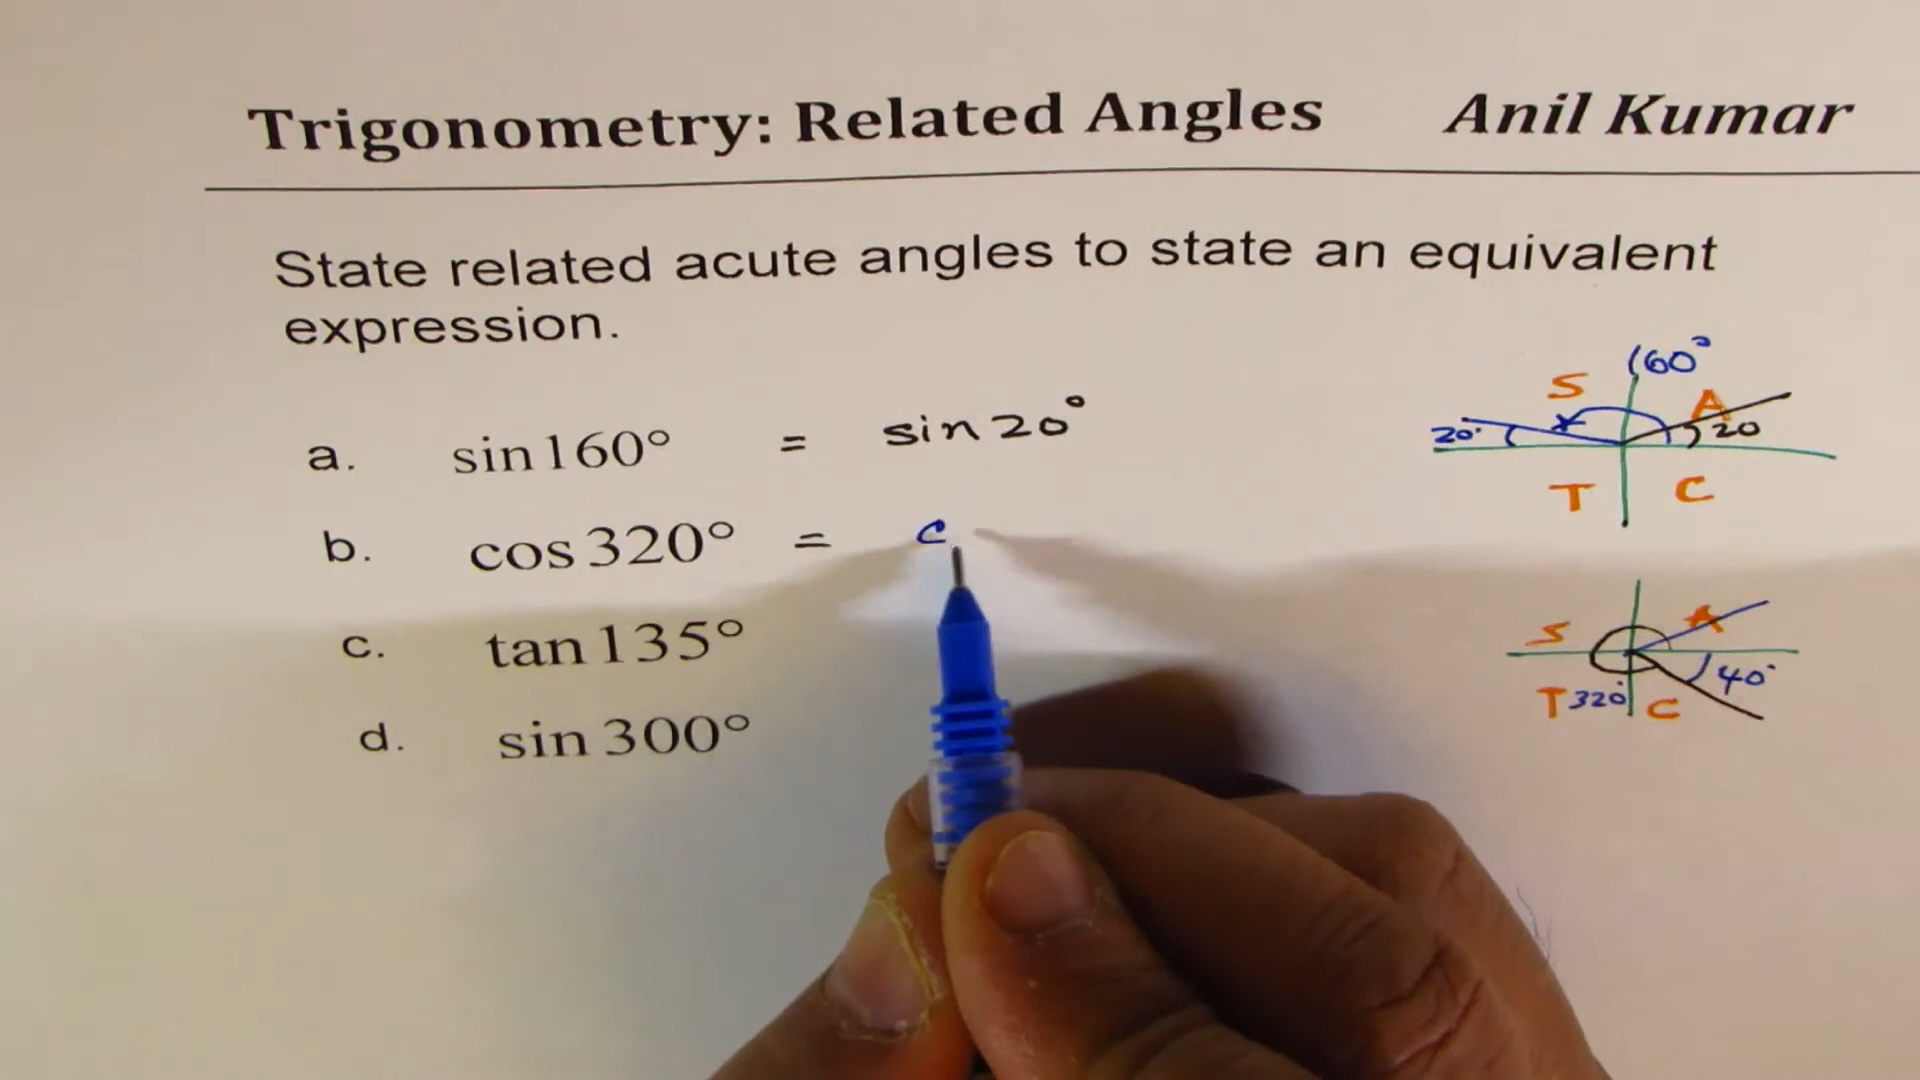 Trigonometry: Related Angles Anil Kumar
State related acute angles to state an equivalent
expression.
a. sin160° = sin 20°
b. cos320° = c
c. tan135°
d. sin300°
160°
S A
20° 20
T C
S A
40°
T 320° C